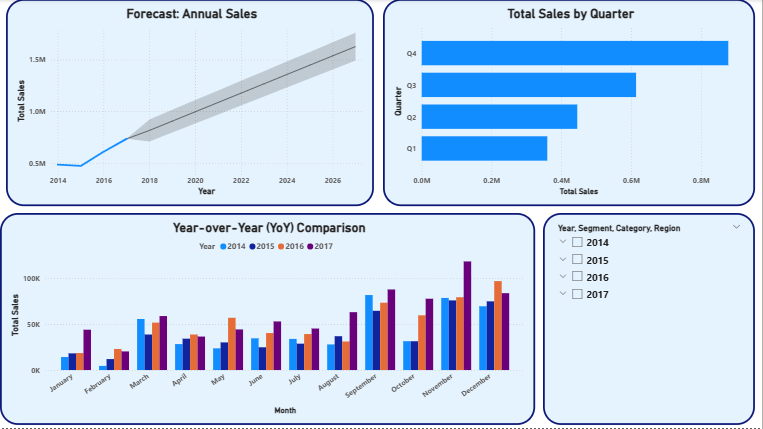 Forecast: Annual Sales
Total Sales
1.5M
1.0M
0.5M
2014 2016 2018 2020 2022 2024 2026
Year
Total Sales by Quarter
Quarter
Q4
Q3
Q2
Q1
0.0M 0.2M 0.4M 0.6M 0.8M
Total Sales
Year-over-Year (YoY) Comparison
Year 2014 2015 2016 2017
Total Sales
100K
50K
0K
January February March April May June July August September October November December
Month
Year, Segment, Category, Region
2014
2015
2016
2017